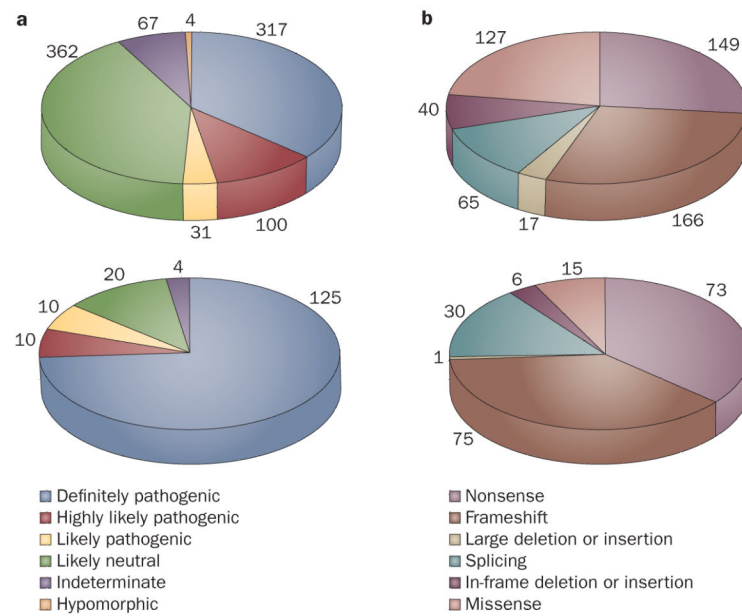 a
67
4
317
362
31
100
20
4
10
10
125
Definitely pathogenic
Highly likely pathogenic
Likely pathogenic
Likely neutral
Indeterminate
Hypomorphic
b
127
149
40
65
17
166
6
15
73
30
1
75
Nonsense
Frameshift
Large deletion or insertion
Splicing
In-frame deletion or insertion
Missense